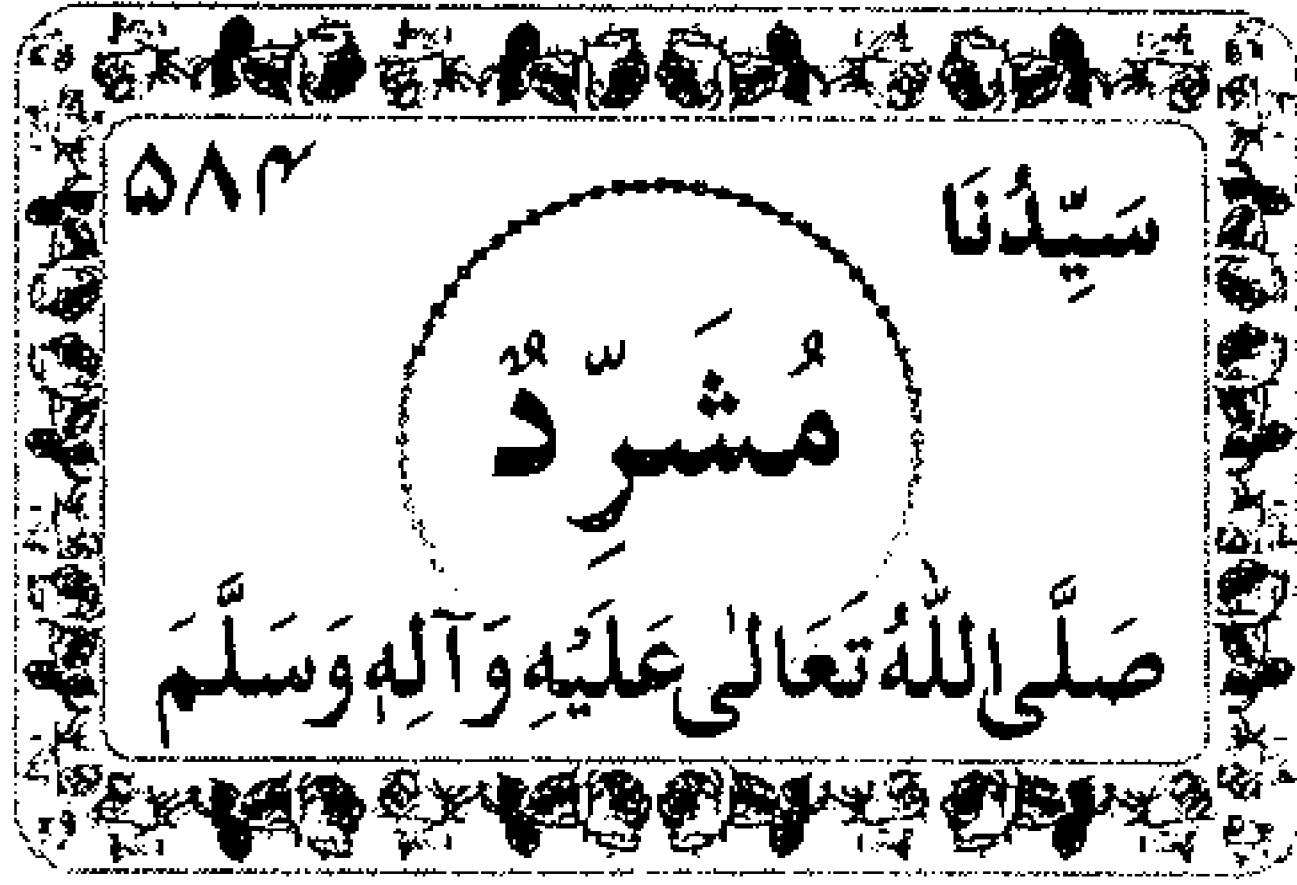 سَيِّدُنَا ۵۸۴
مُشَرِّدٌ
صَلَّى اللّٰهُ تَعَالٰى عَلَيْهِ وَآلِهٖ وَسَلَّمَ